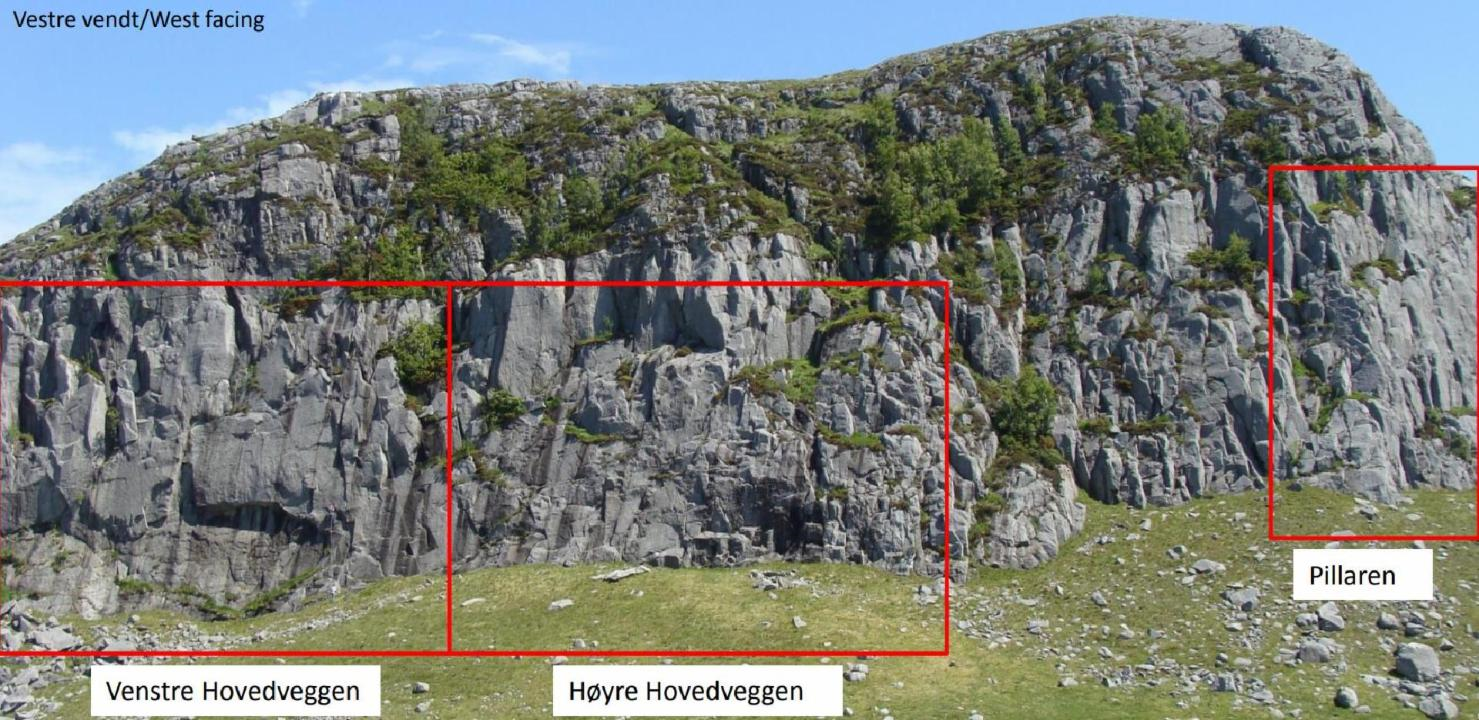 Vestre vendt/West facing
Pillaren
Venstre Hovedveggen
Høyre Hovedveggen